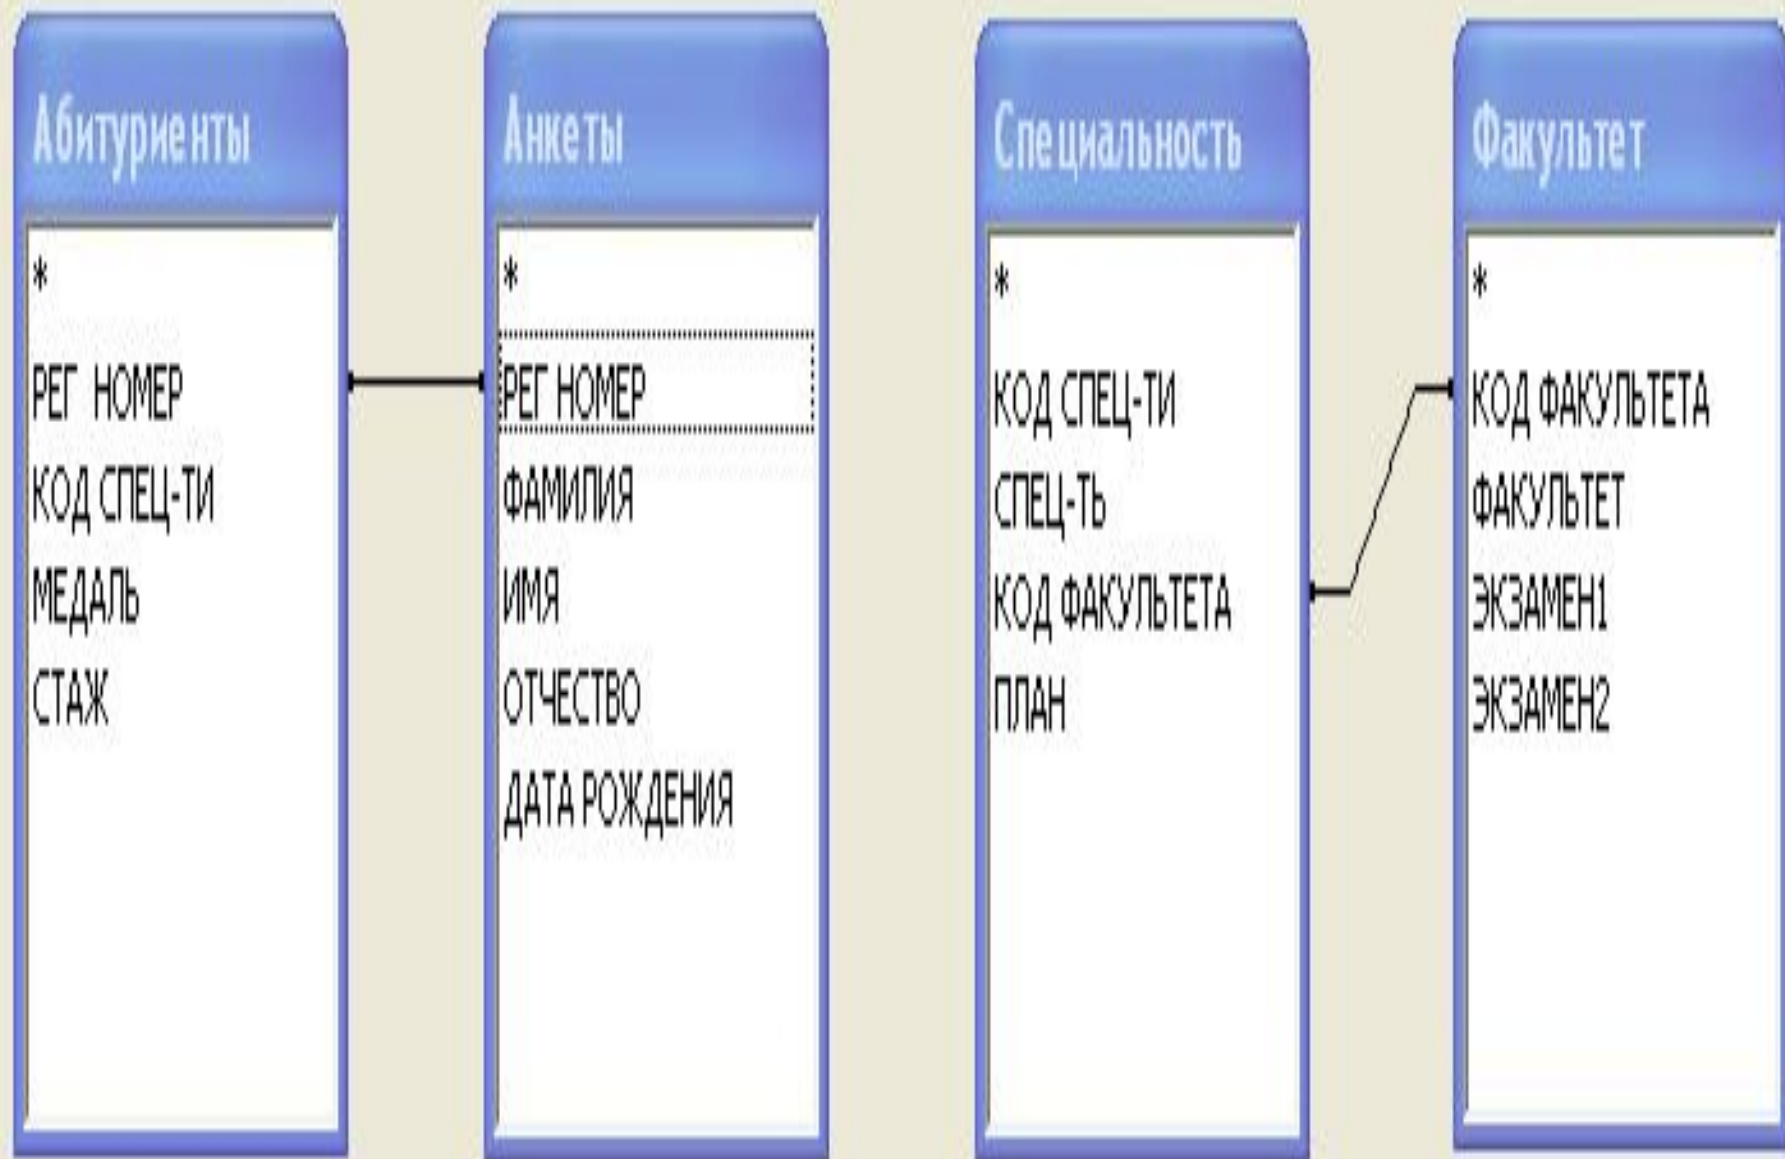 Абитуриенты
*
РЕГ НОМЕР
КОД СПЕЦ-ТИ
МЕДАЛЬ
СТАЖ
Анкеты
*
РЕГ НОМЕР
ФАМИЛИЯ
ИМЯ
ОТЧЕСТВО
ДАТА РОЖДЕНИЯ
Специальность
*
КОД СПЕЦ-ТИ
СПЕЦ-ТЬ
КОД ФАКУЛЬТЕТА
ПЛАН
Факультет
*
КОД ФАКУЛЬТЕТА
ФАКУЛЬТЕТ
ЭКЗАМЕН1
ЭКЗАМЕН2